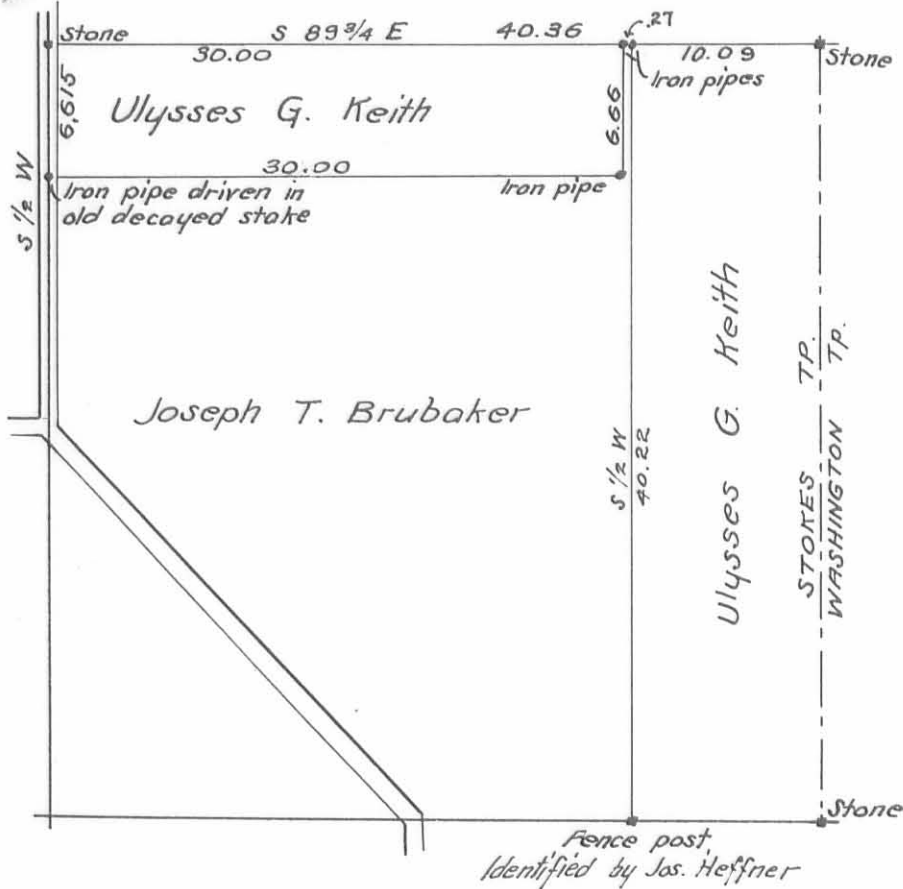 .27
Stone S 89¾ E 40.36
30.00 10.09
Stone
Iron pipes
6.615
Ulysses G. Keith
6.66
30.00
Iron pipe driven in
old decayed stake
Iron pipe
S ½ W
Joseph T. Brubaker
S ½ W
40.22
Ulysses G. Keith
STOKES TP.
WASHINGTON Tp.
Stone
Fence post,
Identified by Jos. Heffner